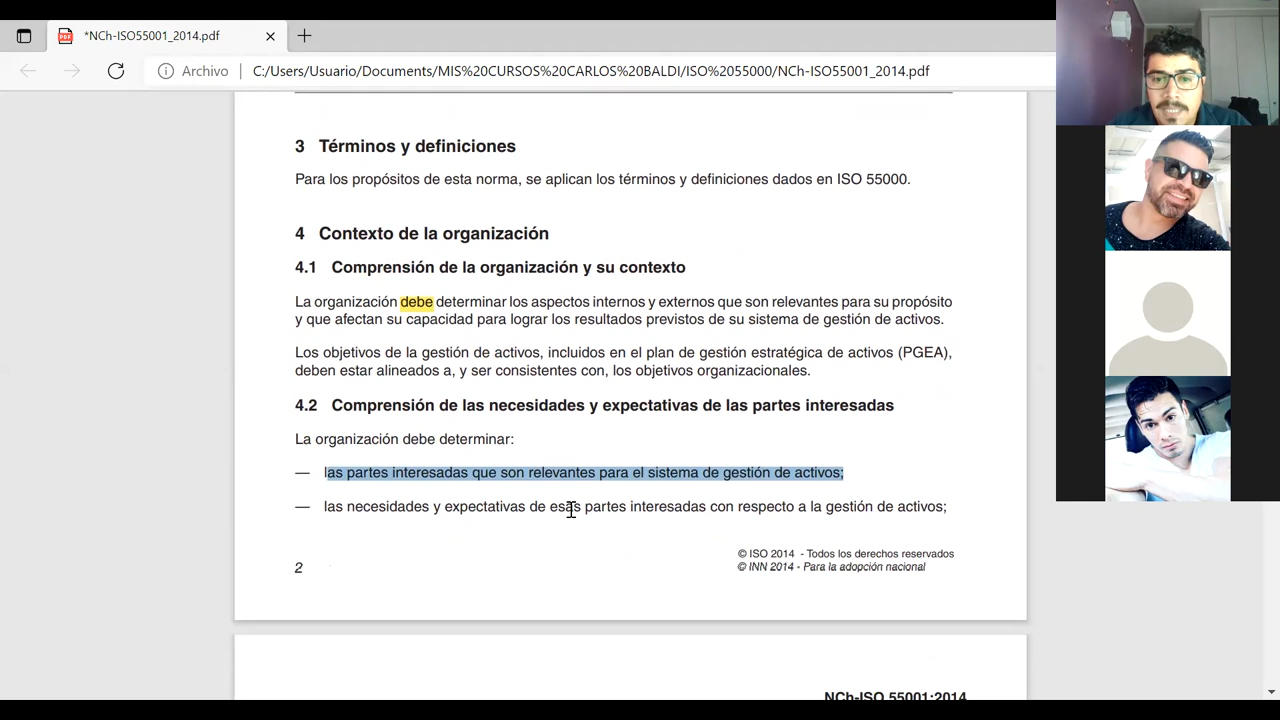 *NCh-ISO55001_2014.pdf
Archivo
C:/Users/Usuario/Documents/MIS%20CURSOS%20CARLOS%20BALDI/ISO%2055000/NCh-ISO55001_2014.pdf
3 Términos y definiciones
Para los propósitos de esta norma, se aplican los términos y definiciones dados en ISO 55000.
4 Contexto de la organización
4.1 Comprensión de la organización y su contexto
La organización debe determinar los aspectos internos y externos que son relevantes para su propósito
y que afectan su capacidad para lograr los resultados previstos de su sistema de gestión de activos.
Los objetivos de la gestión de activos, incluidos en el plan de gestión estratégica de activos (PGEA),
deben estar alineados a, y ser consistentes con, los objetivos organizacionales.
4.2 Comprensión de las necesidades y expectativas de las partes interesadas
La organización debe determinar:
— las partes interesadas que son relevantes para el sistema de gestión de activos;
— las necesidades y expectativas de esas partes interesadas con respecto a la gestión de activos;
2
© ISO 2014 - Todos los derechos reservados
© INN 2014 - Para la adopción nacional
NCh-ISO 55001:2014